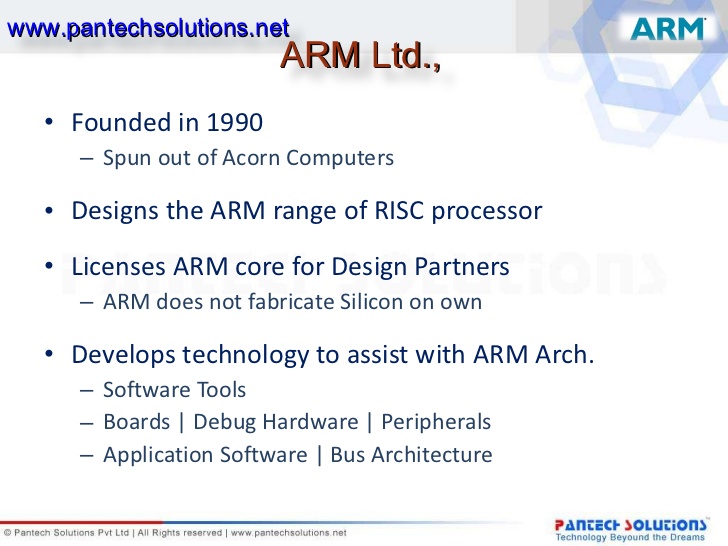 www.pantechsolutions.net
ARM
ARM Ltd.,
• Founded in 1990
– Spun out of Acorn Computers
• Designs the ARM range of RISC processor
• Licenses ARM core for Design Partners
PANTECH SOLUTIONS
– ARM does not fabricate Silicon on own
• Develops technology to assist with ARM Arch.
– Software Tools
– Boards | Debug Hardware | Peripherals
– Application Software | Bus Architecture
© Pantech Solutions Pvt Ltd | All Rights reserved | www.pantechsolutions.net
PANTECH SOLUTIONS™
Technology Beyound the Dreams